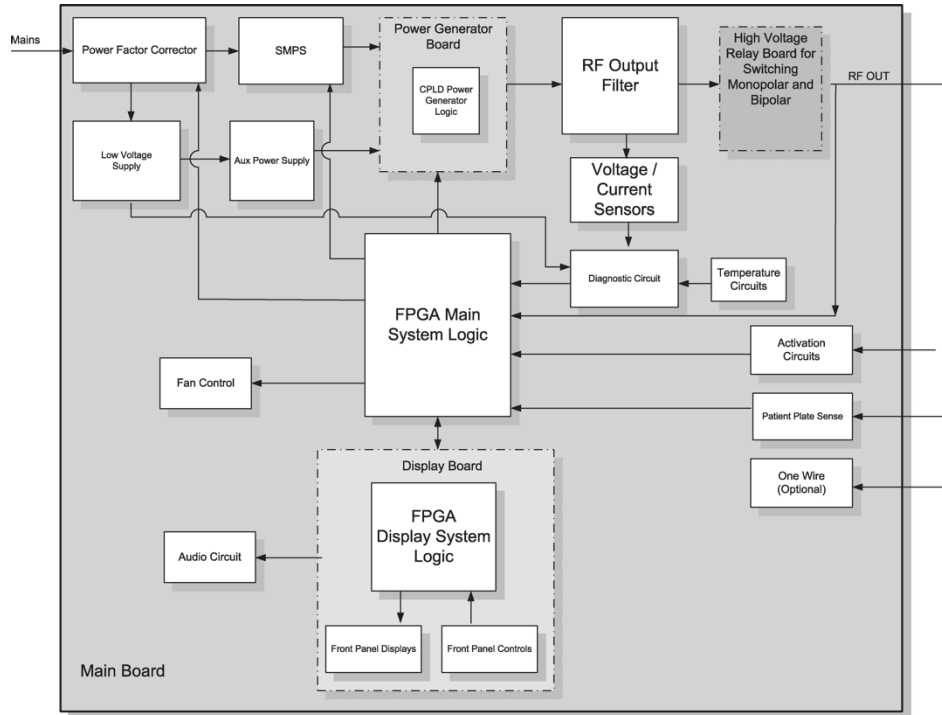 Mains
Power Factor Corrector
SMPS
Power Generator
Board
CPLD Power
Generator
Logic
RF Output
Filter
High Voltage
Relay Board for
Switching
Monopolar and
Bipolar
RF OUT
Low Voltage
Supply
Aux Power Supply
Voltage /
Current
Sensors
Diagnostic Circuit
Temperature
Circuits
FPGA Main
System Logic
Activation
Circuits
Fan Control
Patient Plate Sense
Display Board
One Wire
(Optional)
FPGA
Display System
Logic
Audio Circuit
Front Panel Displays
Front Panel Controls
Main Board